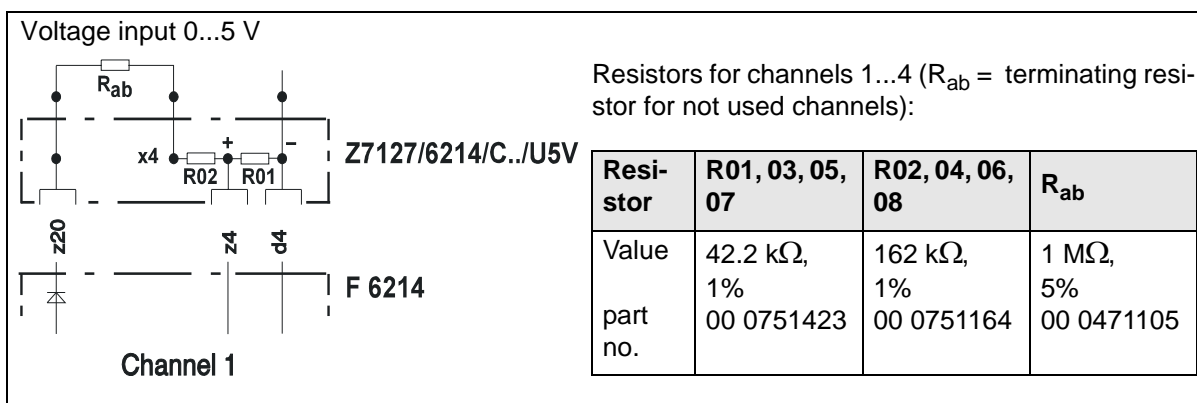 Voltage input 0...5 V
Rab
x4
+
–
R02
R01
Z7127/6214/C../U5V
z20
z4
d4
F 6214
Channel 1
Resistors for channels 1...4 (Rab = terminating resi-
stor for not used channels):
Resi-
stor
R01, 03, 05,
07
R02, 04, 06,
08
Rab
Value
42.2 kΩ,
162 kΩ,
1 MΩ,
1%
1%
5%
part
no.
00 0751423
00 0751164
00 0471105